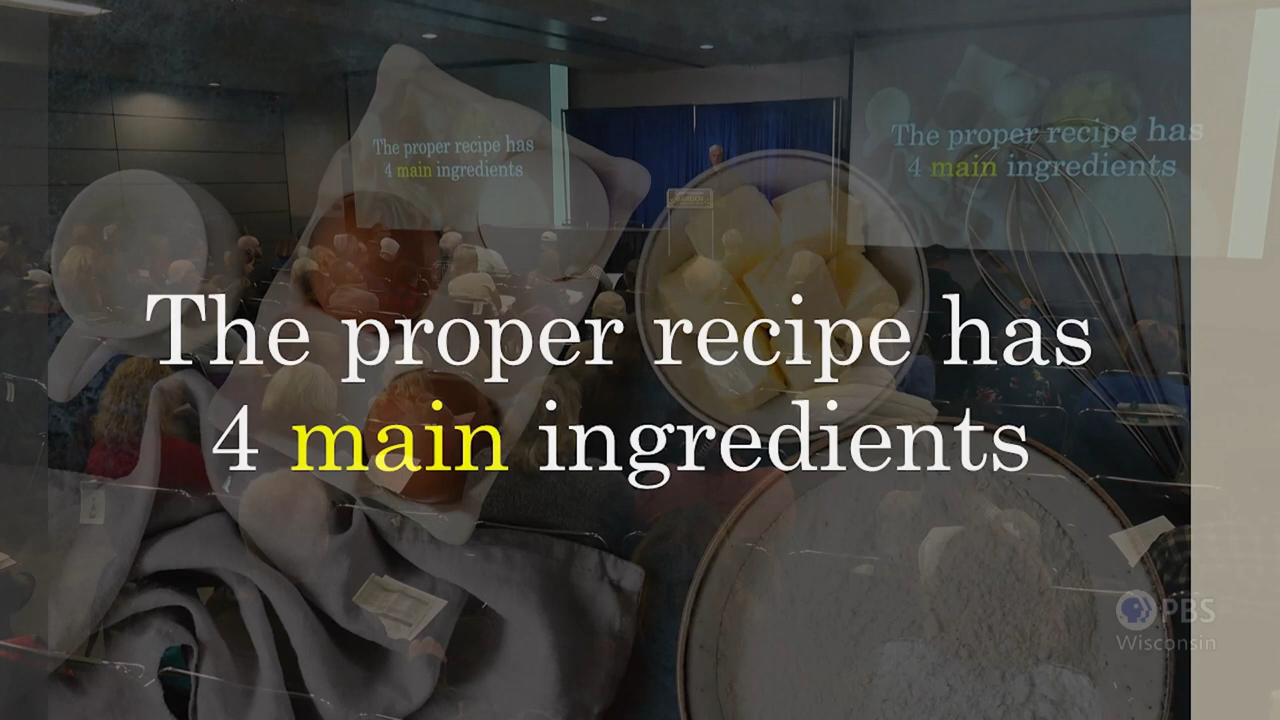 The proper recipe has
4 main ingredients
The proper recipe has
4 main ingredients
The proper recipe has
4 main ingredients
PBS
Wisconsin